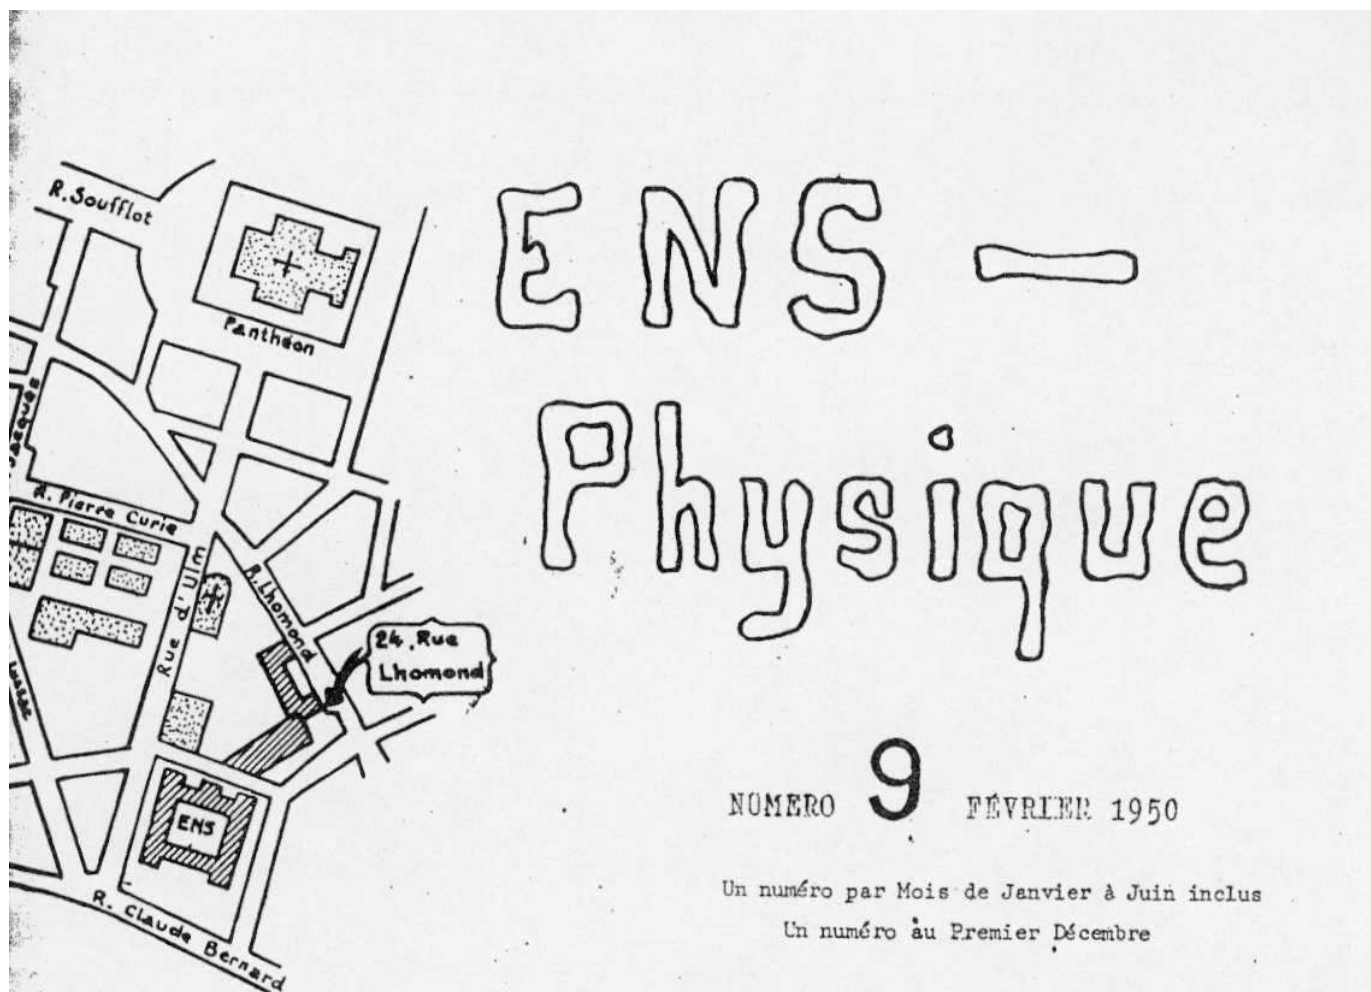 ENS —
Physique
NUMERO 9 FÉVRIER 1950
Un numéro par Mois de Janvier à Juin inclus
Un numéro au Premier Décembre
R. Soufflot
Panthéon
Jacques
R. Pierre Curie
Rue d'Ulm
R. Lhomond
24, Rue
Lhomond
ENS
R. Claude Bernard